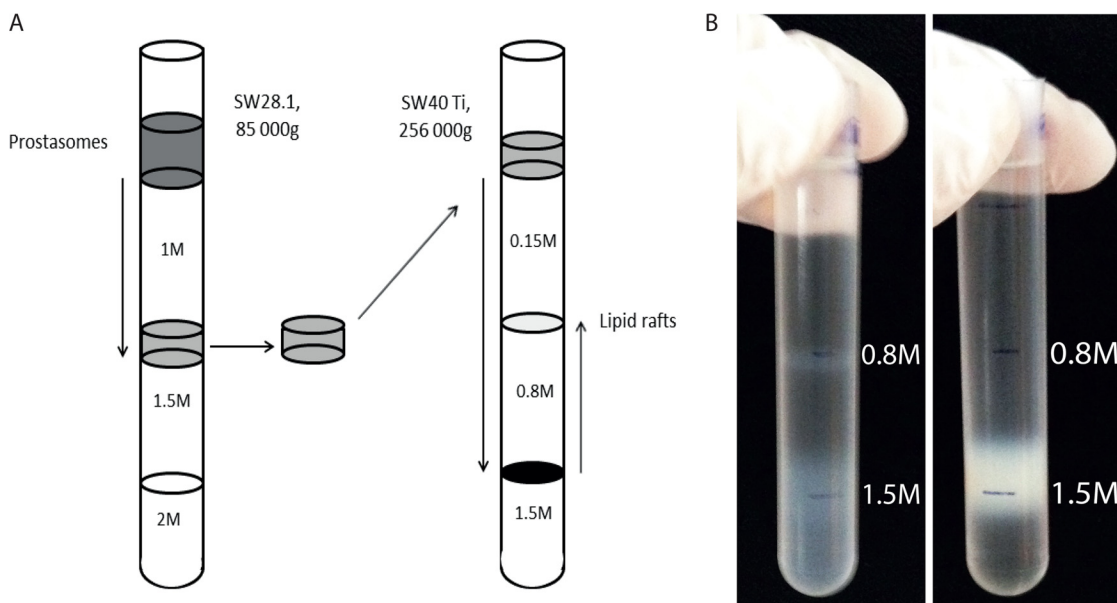 A
SW28.1,
85 000g
Prostasomes
1M
1.5M
2M
SW40 Ti,
256 000g
0.15M
Lipid rafts
0.8M
1.5M
B
0.8M
1.5M
0.8M
1.5M